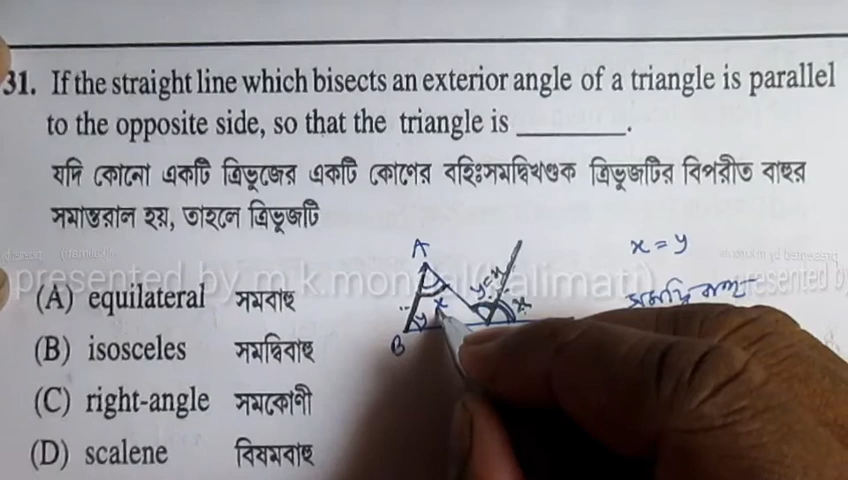 31. If the straight line which bisects an exterior angle of a triangle is parallel
to the opposite side, so that the triangle is ________.
যদি কোনো একটি ত্রিভূজের একটি কোণের বহিঃসমদ্বিখণ্ডক ত্রিভূজটির বিপরীত বাহুর
সমান্তরাল হয়, তাহলে ত্রিভূজটি
x = y
A
y = x
presented by m.k.mondal(kalimati)
presented b
(A) equilateral সমবাহু
x
x
y
B
(B) isosceles সমদ্বিবাহু
(C) right-angle সমকোণী
(D) scalene বিষমবাহু